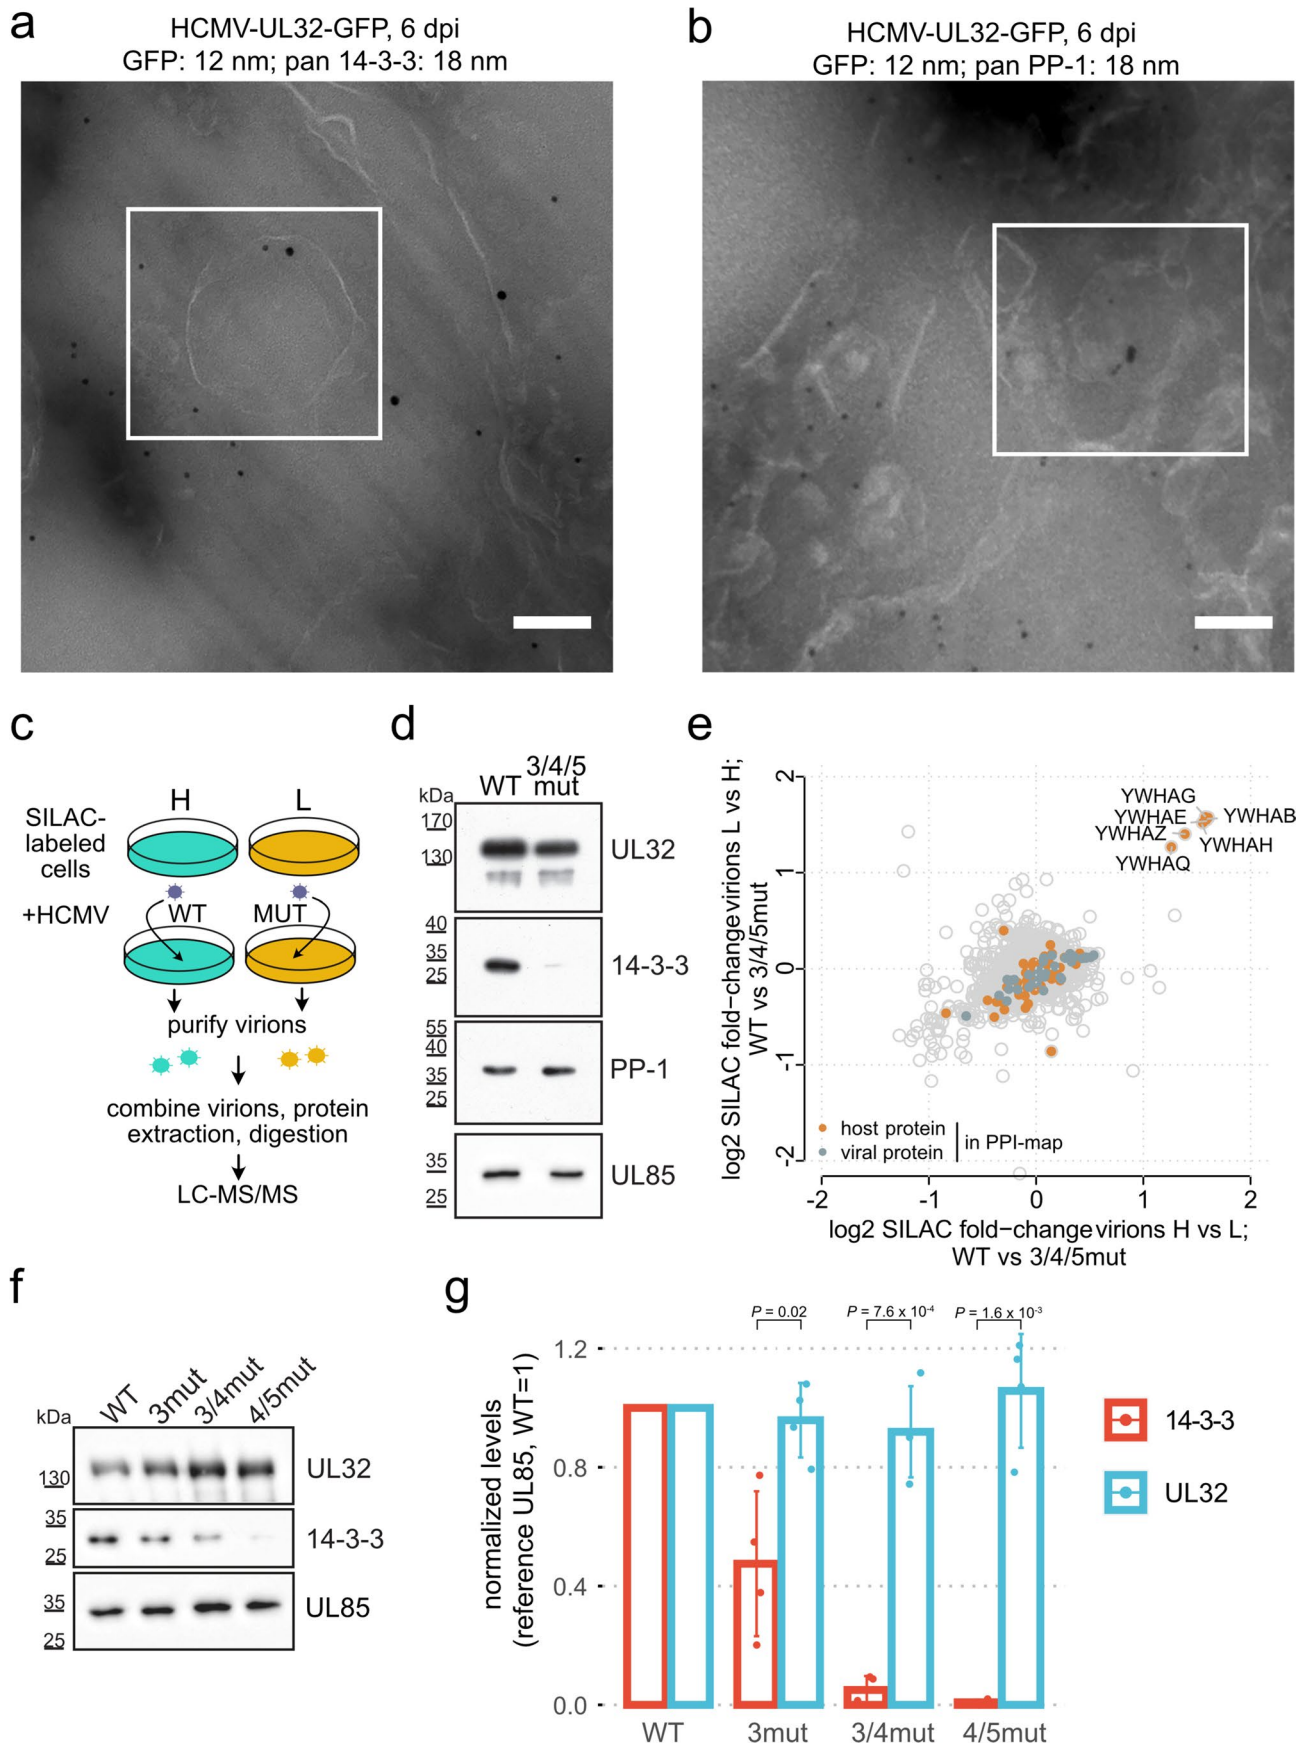 a
HCMV-UL32-GFP, 6 dpi
GFP: 12 nm; pan 14-3-3: 18 nm
b
HCMV-UL32-GFP, 6 dpi
GFP: 12 nm; pan PP-1: 18 nm
c
H
L
SILAC-
labeled
cells
+HCMV
WT
MUT
purify virions
combine virions, protein
extraction, digestion
LC-MS/MS
d
WT
3/4/5
mut
kDa
170
130
UL32
40
35
25
14-3-3
55
40
35
25
PP-1
35
25
UL85
e
log2 SILAC fold-change virions L vs H;
WT vs 3/4/5mut
2
1
0
-1
-2
YWHAG
YWHAE
YWHAB
YWHAZ
YWHAH
YWHAQ
host protein
viral protein
in PPI-map
-2
-1
0
1
2
log2 SILAC fold-change virions H vs L;
WT vs 3/4/5mut
f
WT
3mut
3/4mut
4/5mut
kDa
130
UL32
35
25
14-3-3
35
25
UL85
g
normalized levels
(reference UL85, WT=1)
P = 0.02
P = 7.6 x 10-4
P = 1.6 x 10-3
1.2
0.8
0.4
0.0
WT
3mut
3/4mut
4/5mut
14-3-3
UL32